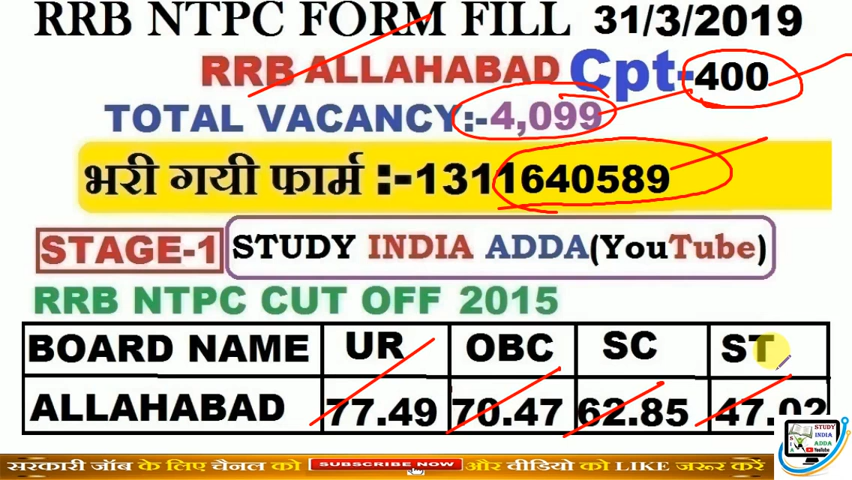 RRB NTPC FORM FILL 31/3/2019
RRB ALLAHABAD Cpt-400
TOTAL VACANCY:-4,099
भरी गयी फार्म :-1311640589
STAGE-1 STUDY INDIA ADDA(YouTube)
RRB NTPC CUT OFF 2015
BOARD NAME UR OBC SC ST
ALLAHABAD 77.49 70.47 62.85 47.02
STUDY INDIA ADDA YouTube
सरकारी जॉब के लिए चैनल को SUBSCRIBE NOW और वीडियो को LIKE जरूर करें